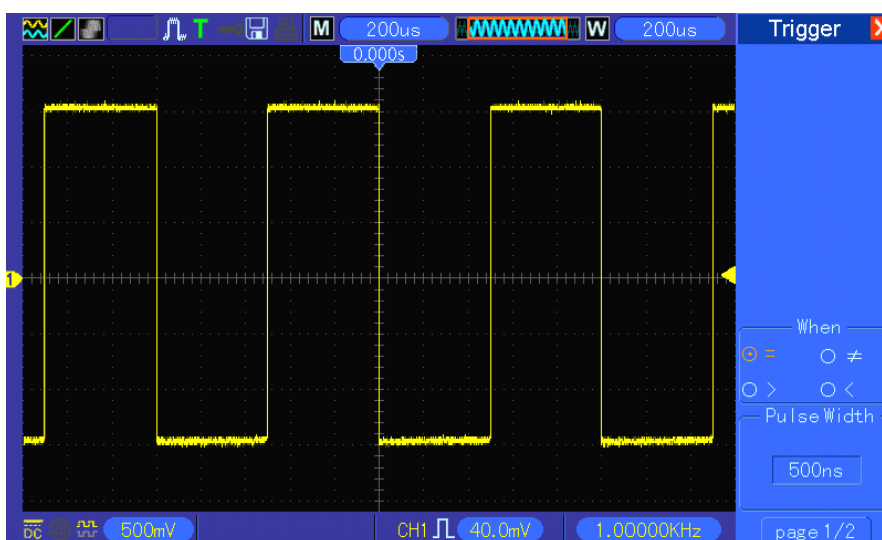 T M 200us W 200us Trigger X
0.000s
1
When
= ≠
> <
Pulse Width
500ns
DC 500mV CH1 40.0mV 1.00000KHz page 1/2